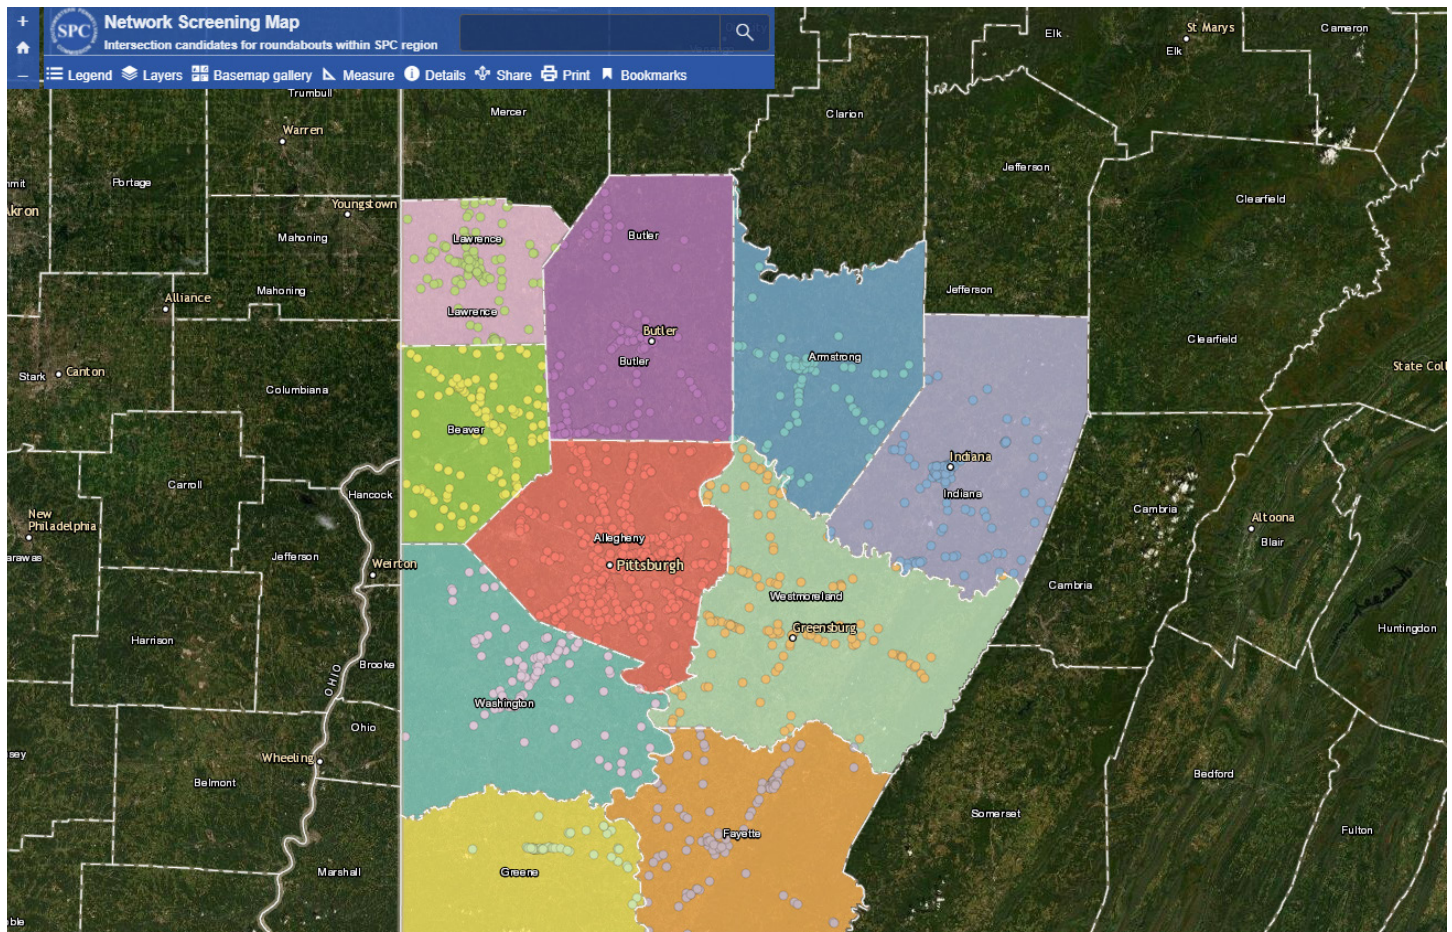 +
SPC
Network Screening Map
Intersection candidates for roundabouts within SPC region
Legend Layers Basemap gallery Measure Details Share Print Bookmarks
Trumbull
Mercer
Clarion
Elk
St Marys
Elk
Cameron
Warren
Portage
Jefferson
Clearfield
Akron
Youngstown
Mahoning
Lawrence
Butler
Mahoning
Jefferson
Alliance
Lawrence
Butler
Butler
Armstrong
Clearfield
State Coll
Stark
Canton
Columbiana
Beaver
Indiana
Indiana
Carroll
Hancock
New
Philadelphia
Cambria
Altoona
Blair
Allegheny
Pittsburgh
arawas
Jefferson
Weirton
Cambria
Westmoreland
Greensburg
Huntingdon
Harrison
Brooke
OHIO
Washington
Ohio
Wheeling
Belmont
Bedford
sey
Somerset
Fayette
Fulton
Marshall
Greene
ble